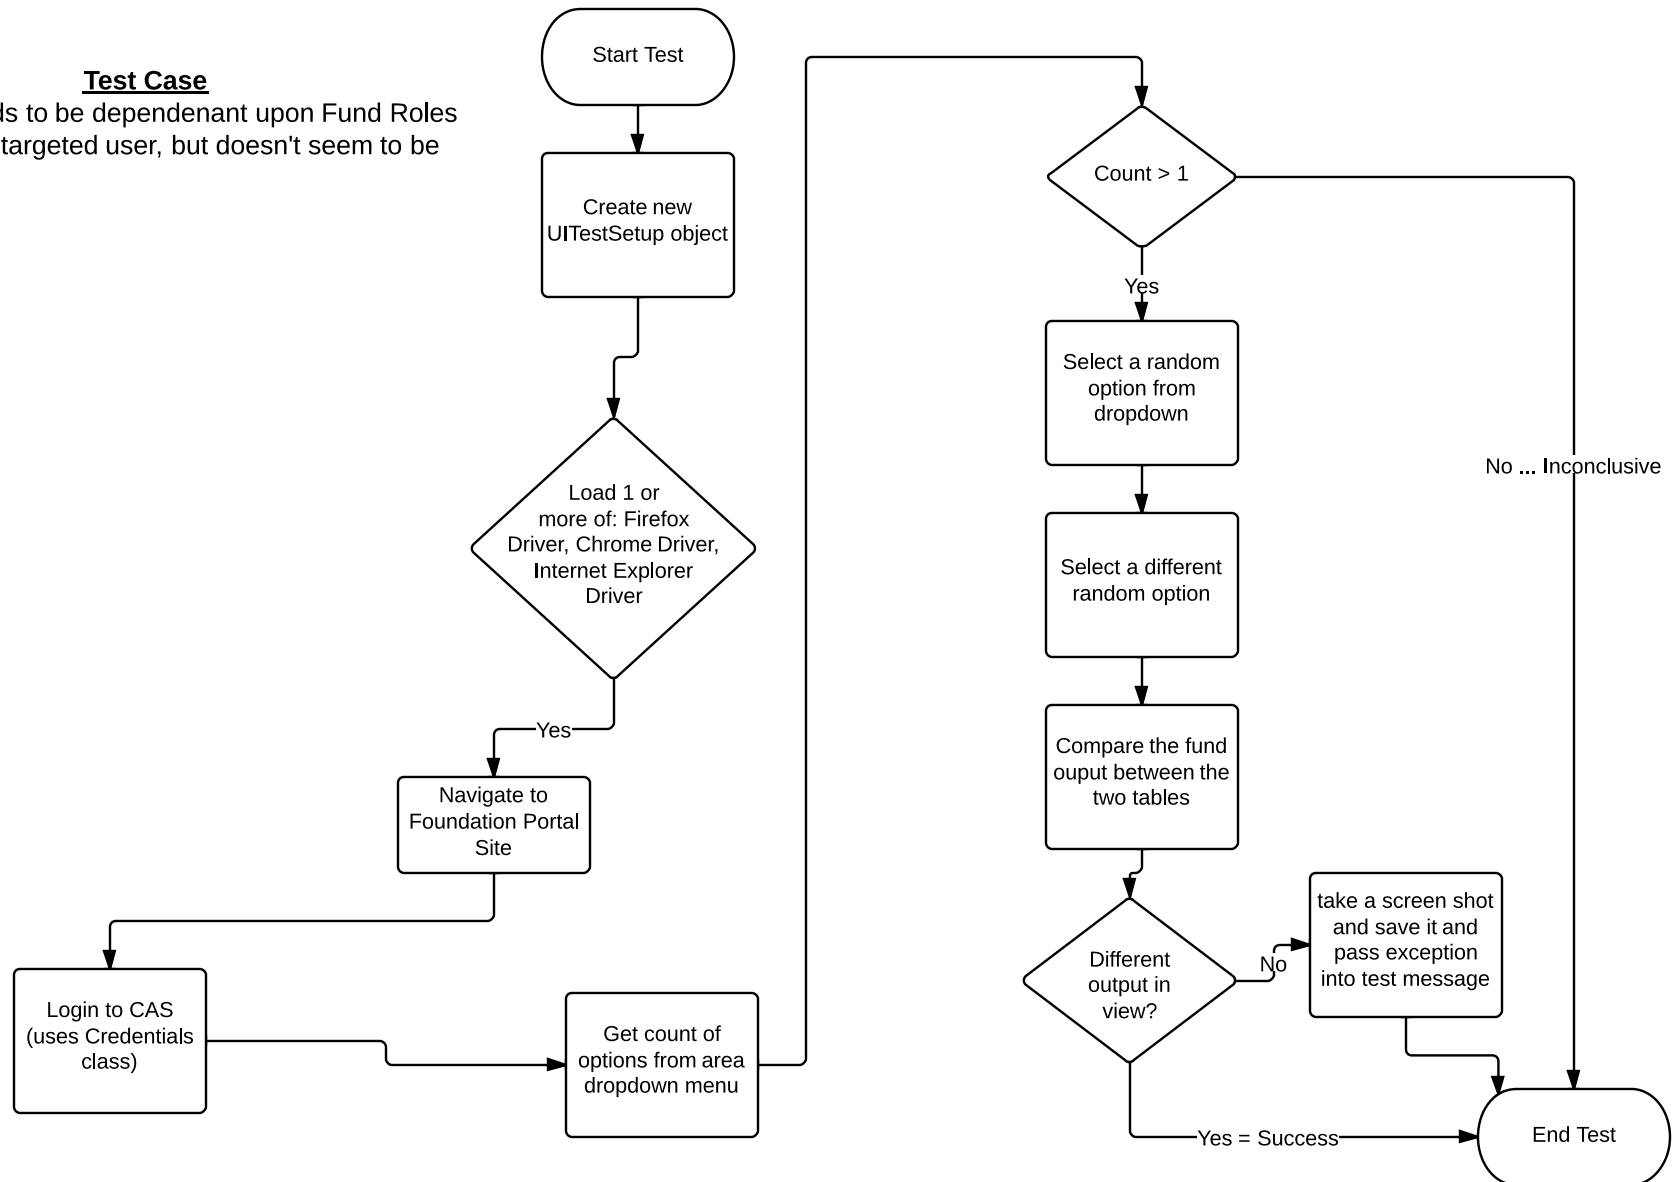 Test Case
to be dependenant upon Fund Roles
targeted user, but doesn't seem to be
Start Test
Create new
UITestSetup object
Load 1 or
more of: Firefox
Driver, Chrome Driver,
Internet Explorer
Driver
Yes
Navigate to
Foundation Portal
Site
Login to CAS
(uses Credentials
class)
Get count of
options from area
dropdown menu
Count > 1
Yes
No ... Inconclusive
Select a random
option from
dropdown
Select a different
random option
Compare the fund
ouput between the
two tables
Different
output in
view?
No
take a screen shot
and save it and
pass exception
into test message
Yes = Success
End Test